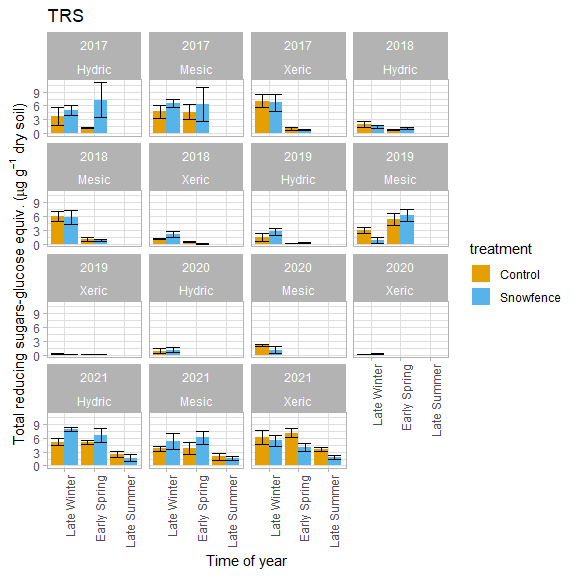 TRS
2017 2017 2017 2018
Hydric Mesic Xeric Hydric
9
6
3
0
2018 2018 2019 2019
Mesic Xeric Hydric Mesic
9
6
3
0
2019 2020 2020 2020
Xeric Hydric Mesic Xeric
9
6
3
0
2021 2021 2021
Hydric Mesic Xeric
9
6
3
0
Late Winter Early Spring Late Summer
Late Winter Early Spring Late Summer
Late Winter Early Spring Late Summer
Late Winter Early Spring Late Summer
Time of year
Total reducing sugars-glucose equiv. (μg g⁻¹ dry soil)
treatment
Control
Snowfence